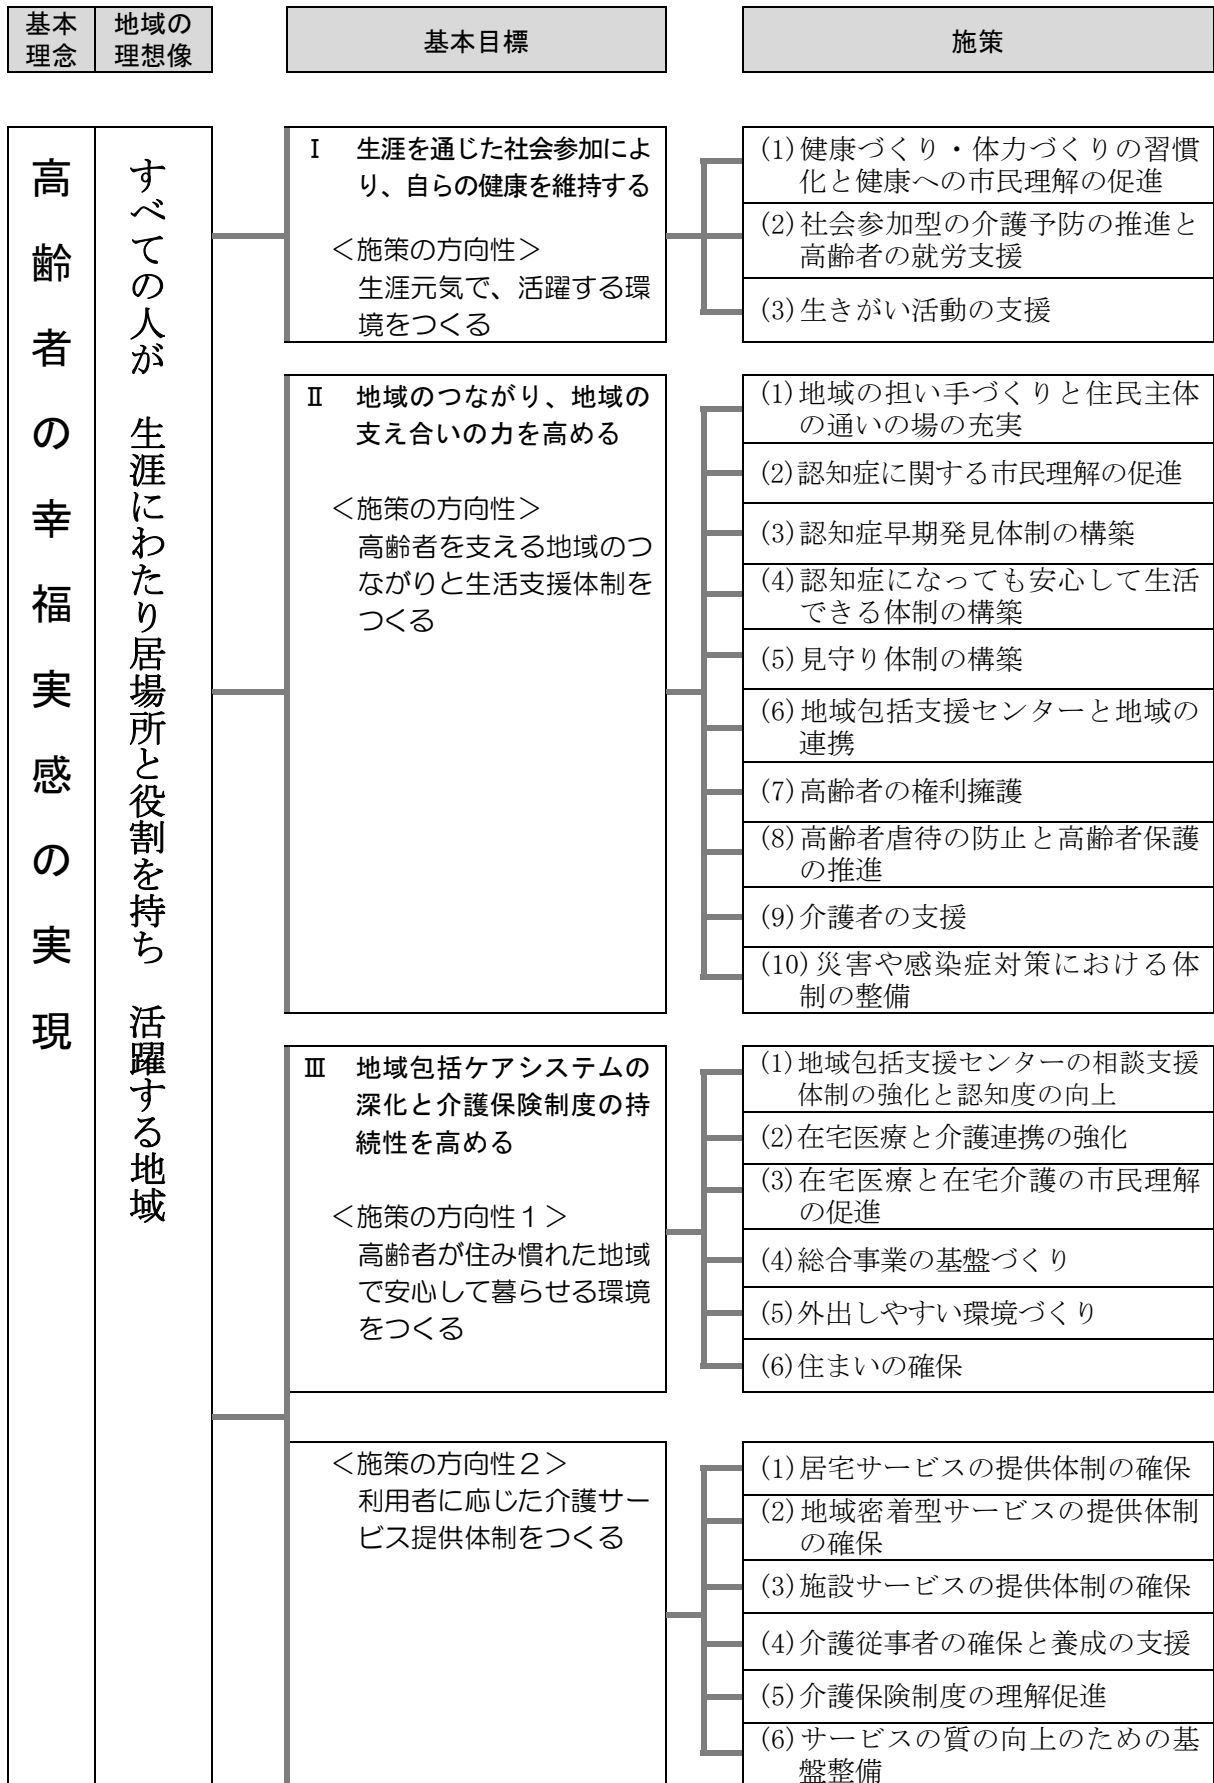 基本
理念
地域の
理想像
基本目標
施策
高齢者の幸福実感の実現
すべての人が　生涯にわたり居場所と役割を持ち　活躍する地域
Ⅰ　生涯を通じた社会参加によ
り、自らの健康を維持する
＜施策の方向性＞
生涯元気で、活躍する環
境をつくる
(1)健康づくり・体力づくりの習慣
化と健康への市民理解の促進
(2)社会参加型の介護予防の推進と
高齢者の就労支援
(3)生きがい活動の支援
Ⅱ　地域のつながり、地域の
支え合いの力を高める
＜施策の方向性＞
高齢者を支える地域のつ
ながりと生活支援体制を
つくる
(1)地域の担い手づくりと住民主体
の通いの場の充実
(2)認知症に関する市民理解の促進
(3)認知症早期発見体制の構築
(4)認知症になっても安心して生活
できる体制の構築
(5)見守り体制の構築
(6)地域包括支援センターと地域の
連携
(7)高齢者の権利擁護
(8)高齢者虐待の防止と高齢者保護
の推進
(9)介護者の支援
(10)災害や感染症対策における体
制の整備
Ⅲ　地域包括ケアシステムの
深化と介護保険制度の持
続性を高める
＜施策の方向性１＞
高齢者が住み慣れた地域
で安心して暮らせる環境
をつくる
(1)地域包括支援センターの相談支援
体制の強化と認知度の向上
(2)在宅医療と介護連携の強化
(3)在宅医療と在宅介護の市民理解
の促進
(4)総合事業の基盤づくり
(5)外出しやすい環境づくり
(6)住まいの確保
＜施策の方向性２＞
利用者に応じた介護サー
ビス提供体制をつくる
(1)居宅サービスの提供体制の確保
(2)地域密着型サービスの提供体制
の確保
(3)施設サービスの提供体制の確保
(4)介護従事者の確保と養成の支援
(5)介護保険制度の理解促進
(6)サービスの質の向上のための基
盤整備